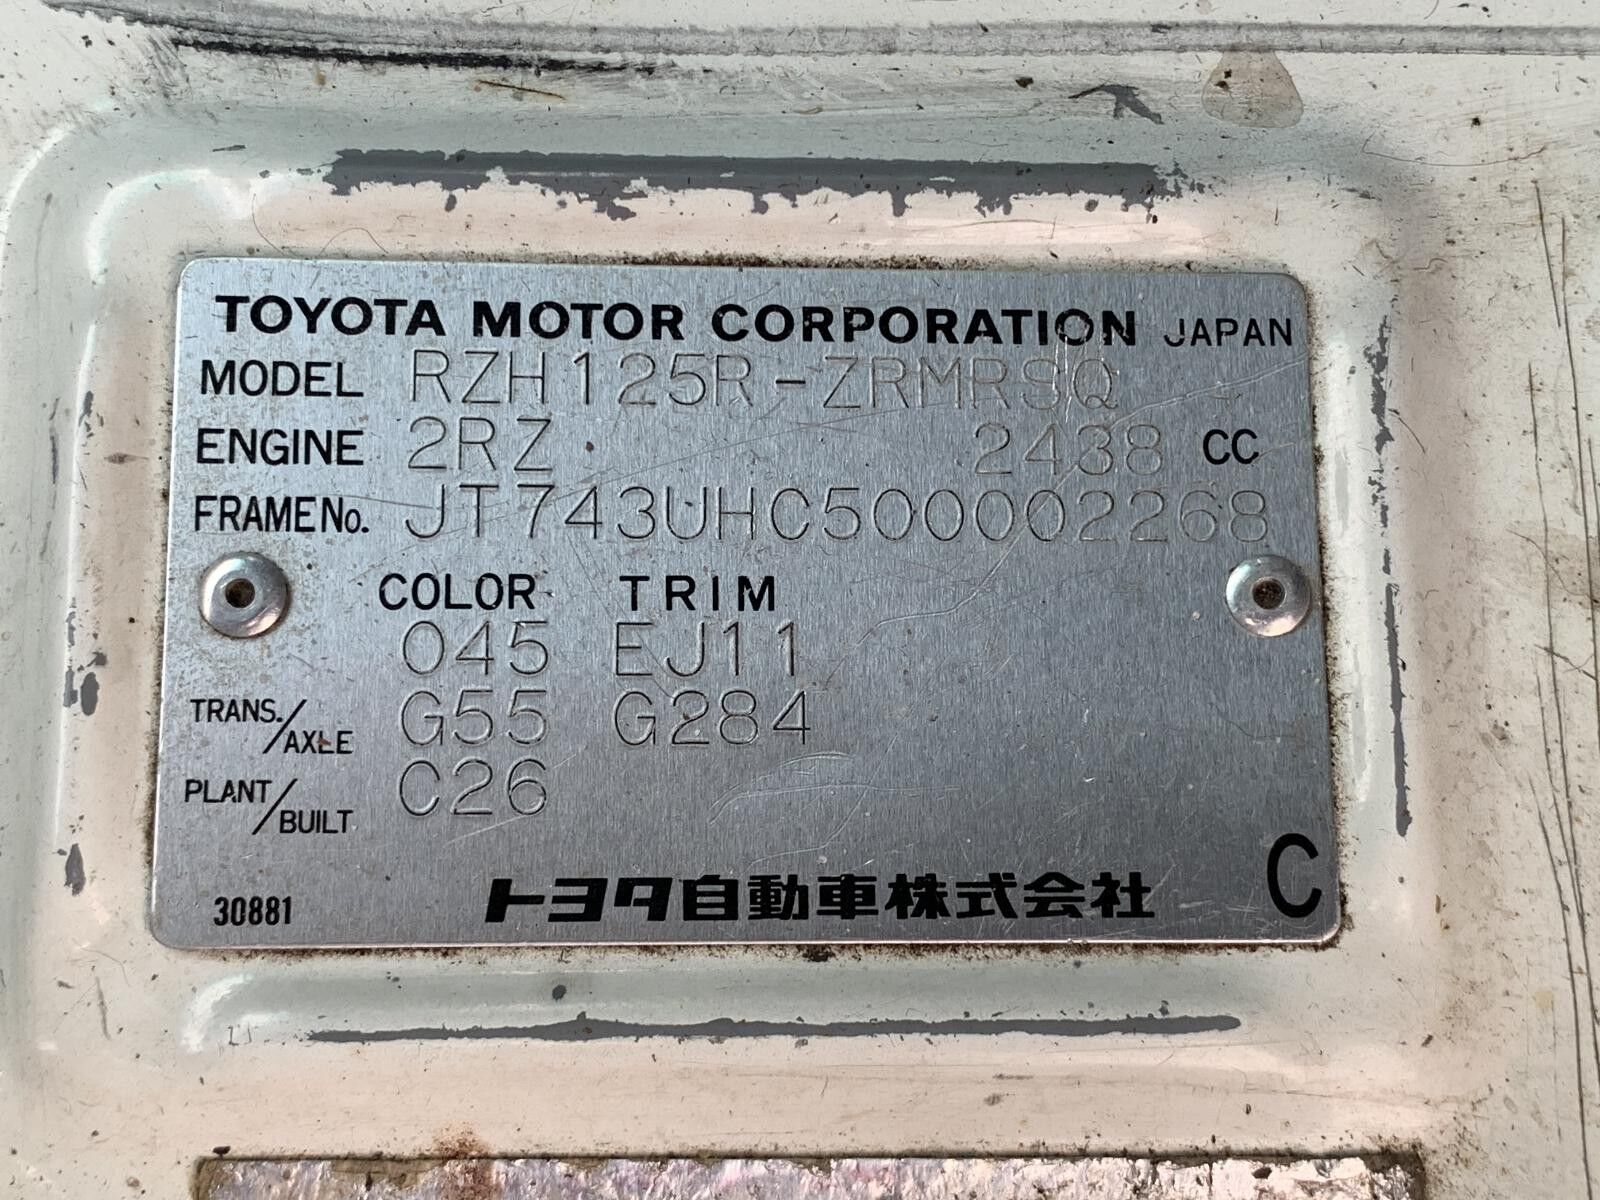 TOYOTA MOTOR CORPORATION JAPAN
MODEL RZH125R-ZRMRSQ
ENGINE 2RZ 2438 CC
FRAME No. JT743UHC500002268
COLOR TRIM
045 EJ11
TRANS./AXLE G55 G284
PLANT/BUILT C26
30881 トヨタ自動車株式会社 C